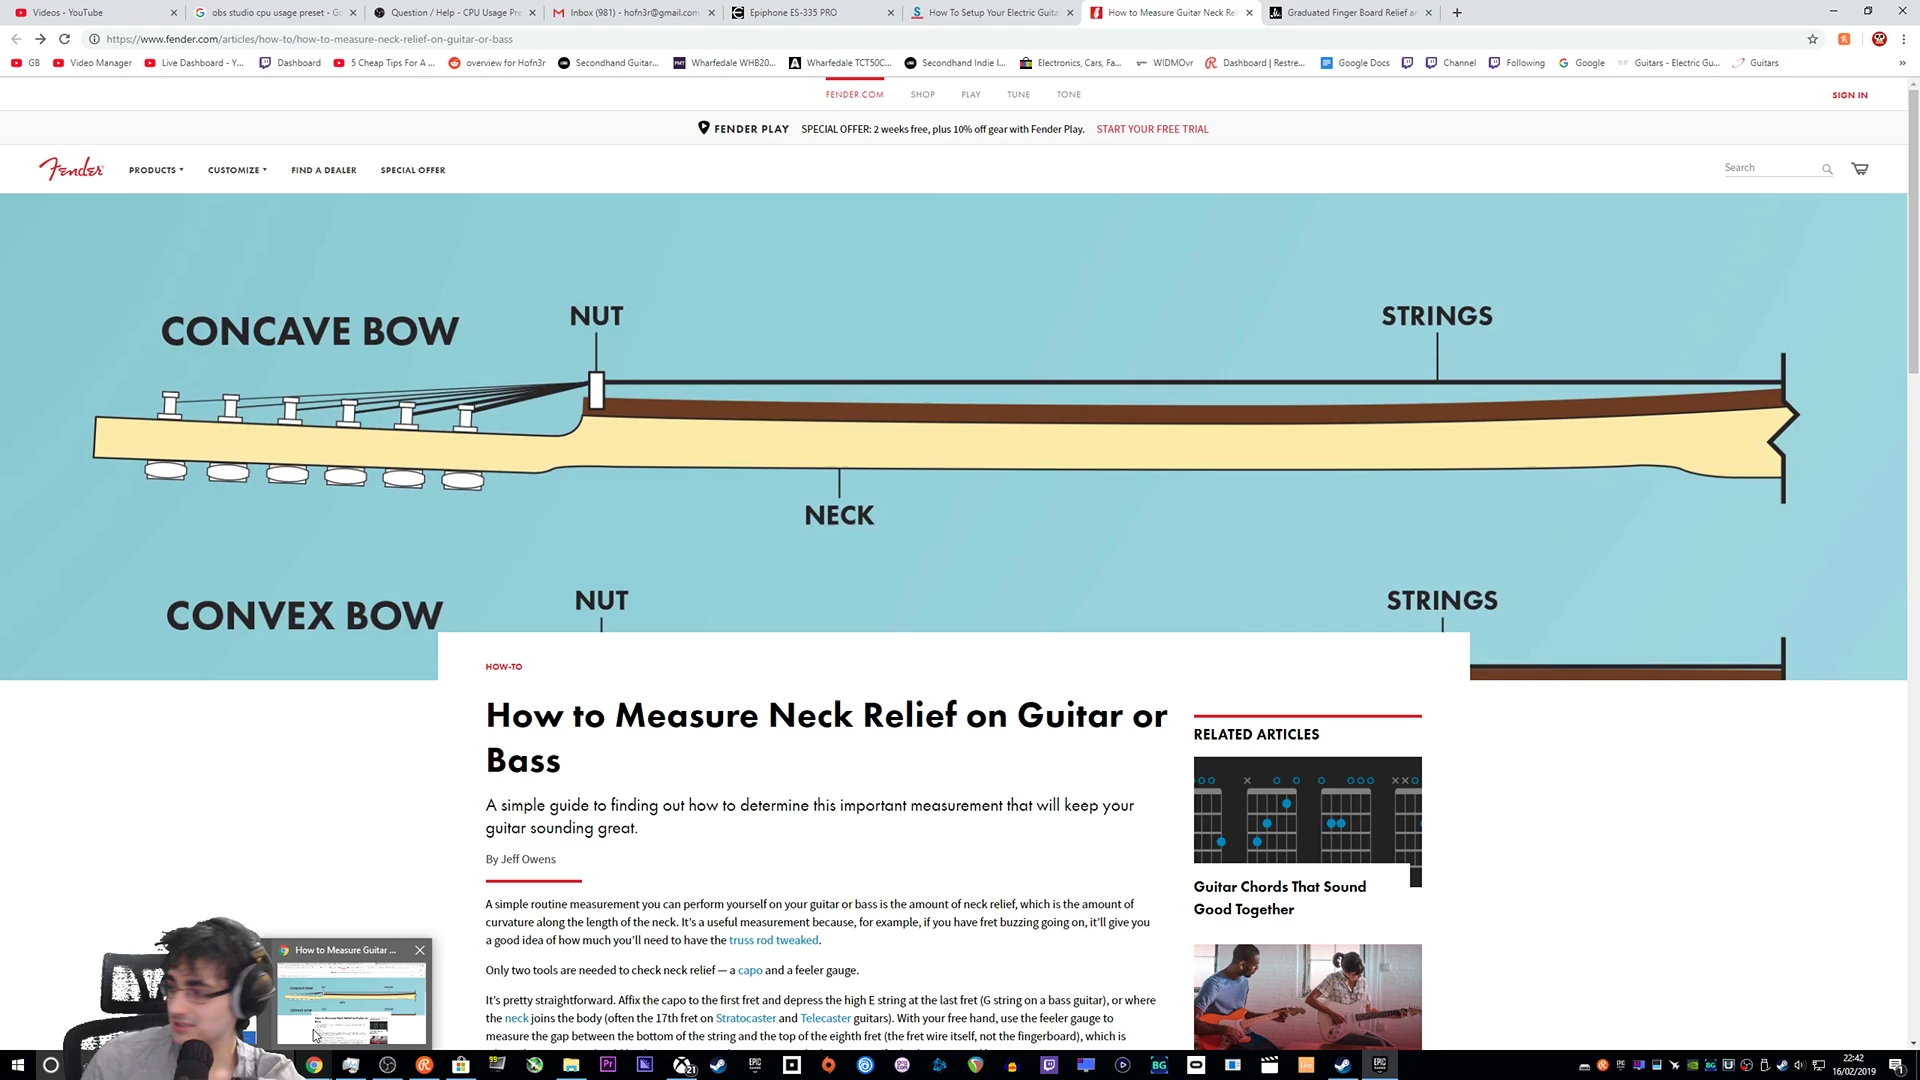 Videos - YouTube
obs studio cpu usage preset - Go
Question / Help - CPU Usage Pre
Inbox (981) - hofn3r@gmail.com
Epiphone ES-335 PRO
How To Setup Your Electric Guita
How to Measure Guitar Neck Rel
Graduated Finger Board Relief an
https://www.fender.com/articles/how-to/how-to-measure-neck-relief-on-guitar-or-bass
GB
Video Manager
Live Dashboard - Y...
Dashboard
5 Cheap Tips For A ...
overview for Hofn3r
Secondhand Guitar...
Wharfedale WHB20...
Wharfedale TCT50C...
Secondhand Indie I...
Electronics, Cars, Fa...
WIDMOvr
Dashboard | Restre...
Google Docs
Channel
Following
Google
Guitars - Electric Gu...
Guitars
FENDER.COM
SHOP
PLAY
TUNE
TONE
SIGN IN
FENDER PLAY
SPECIAL OFFER: 2 weeks free, plus 10% off gear with Fender Play.
START YOUR FREE TRIAL
Fender
PRODUCTS
CUSTOMIZE
FIND A DEALER
SPECIAL OFFER
Search
CONCAVE BOW
NUT
STRINGS
NECK
CONVEX BOW
NUT
STRINGS
HOW-TO
How to Measure Neck Relief on Guitar or
Bass
A simple guide to finding out how to determine this important measurement that will keep your
guitar sounding great.
By Jeff Owens
A simple routine measurement you can perform yourself on your guitar or bass is the amount of neck relief, which is the amount of
curvature along the length of the neck. It's a useful measurement because, for example, if you have fret buzzing going on, it'll give you
a good idea of how much you'll need to have the truss rod tweaked.
Only two tools are needed to check neck relief — a capo and a feeler gauge.
It's pretty straightforward. Affix the capo to the first fret and depress the high E string at the last fret (G string on a bass guitar), or where
the neck joins the body (often the 17th fret on Stratocaster and Telecaster guitars). With your free hand, use the feeler gauge to
measure the gap between the bottom of the string and the top of the eighth fret (the fret wire itself, not the fingerboard), which is
RELATED ARTICLES
Guitar Chords That Sound
Good Together
How to Measure Guitar ...
22:42
16/02/2019